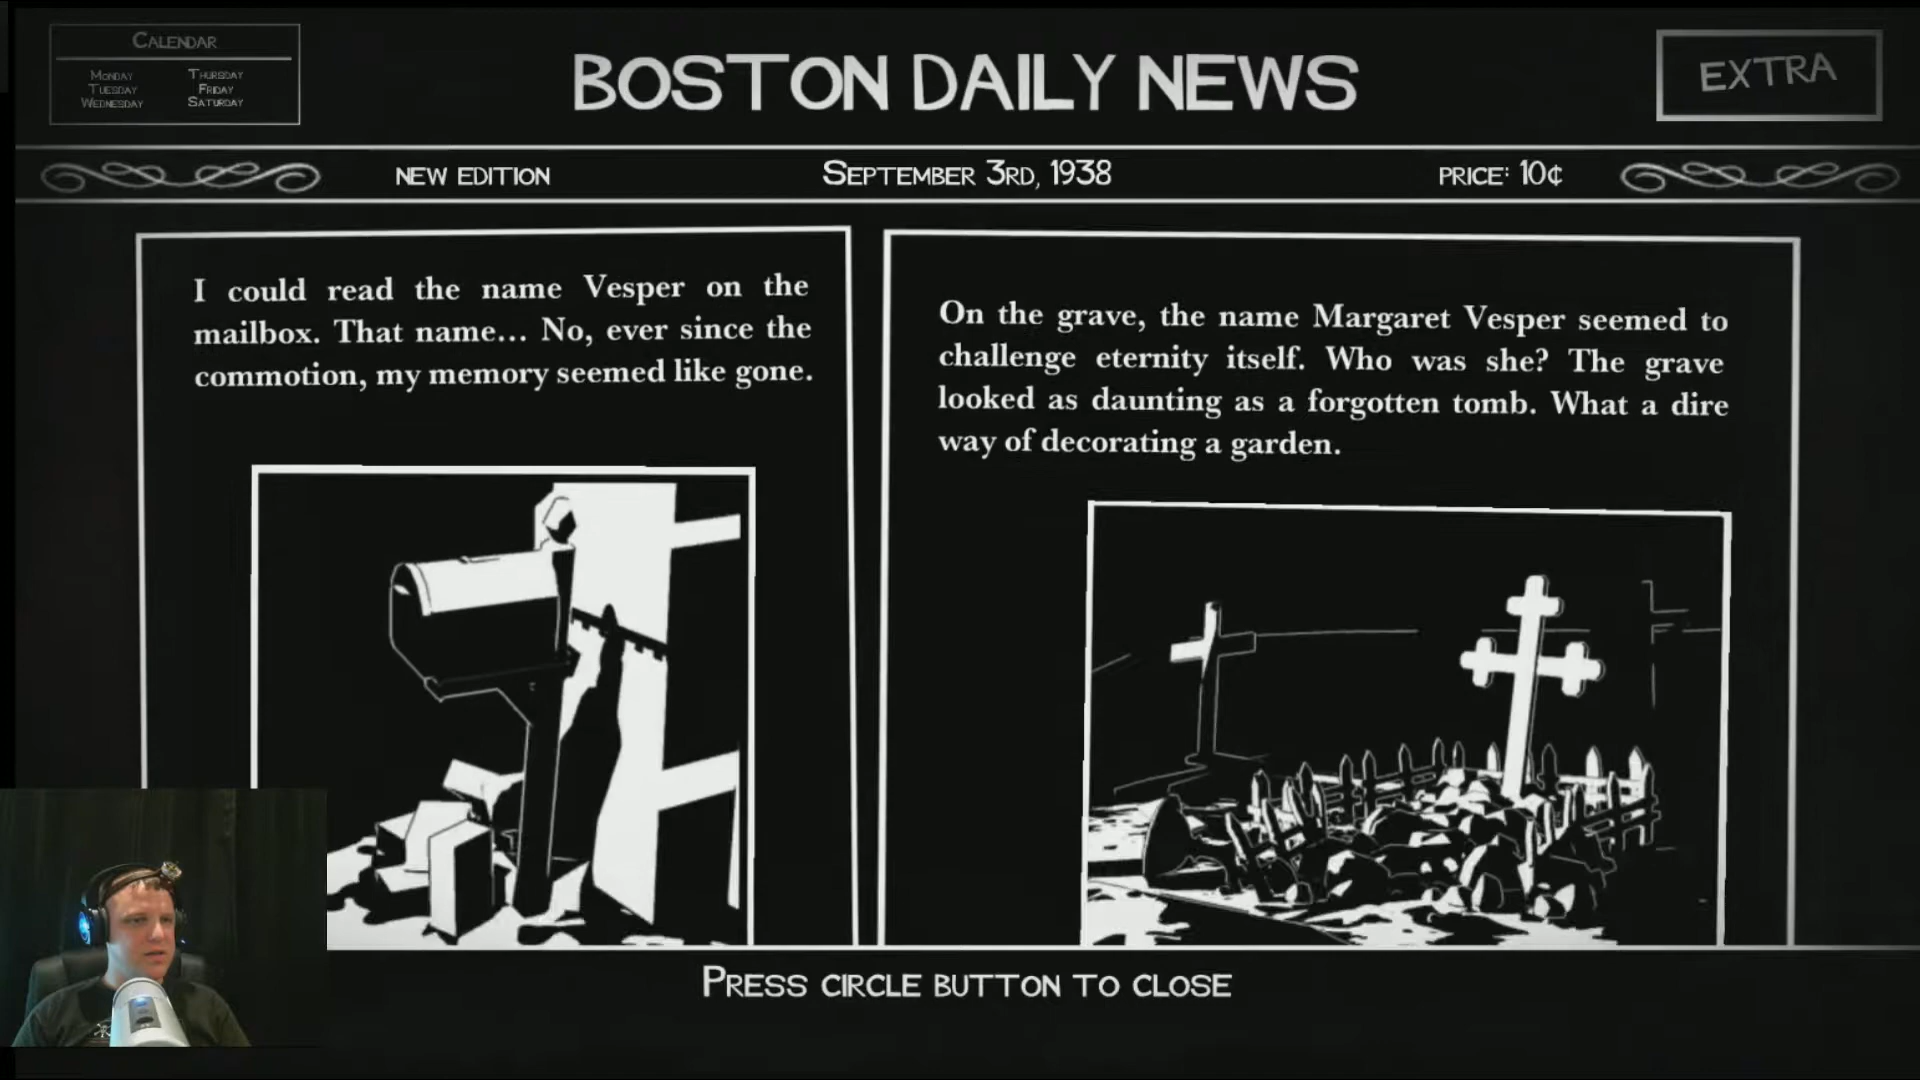 CALENDAR
MONDAY THURSDAY
TUESDAY FRIDAY
WEDNESDAY SATURDAY
BOSTON DAILY NEWS
EXTRA
NEW EDITION
SEPTEMBER 3RD, 1938
PRICE: 10¢
I could read the name Vesper on the
mailbox. That name... No, ever since the
commotion, my memory seemed like gone.
On the grave, the name Margaret Vesper seemed to
challenge eternity itself. Who was she? The grave
looked as daunting as a forgotten tomb. What a dire
way of decorating a garden.
PRESS CIRCLE BUTTON TO CLOSE